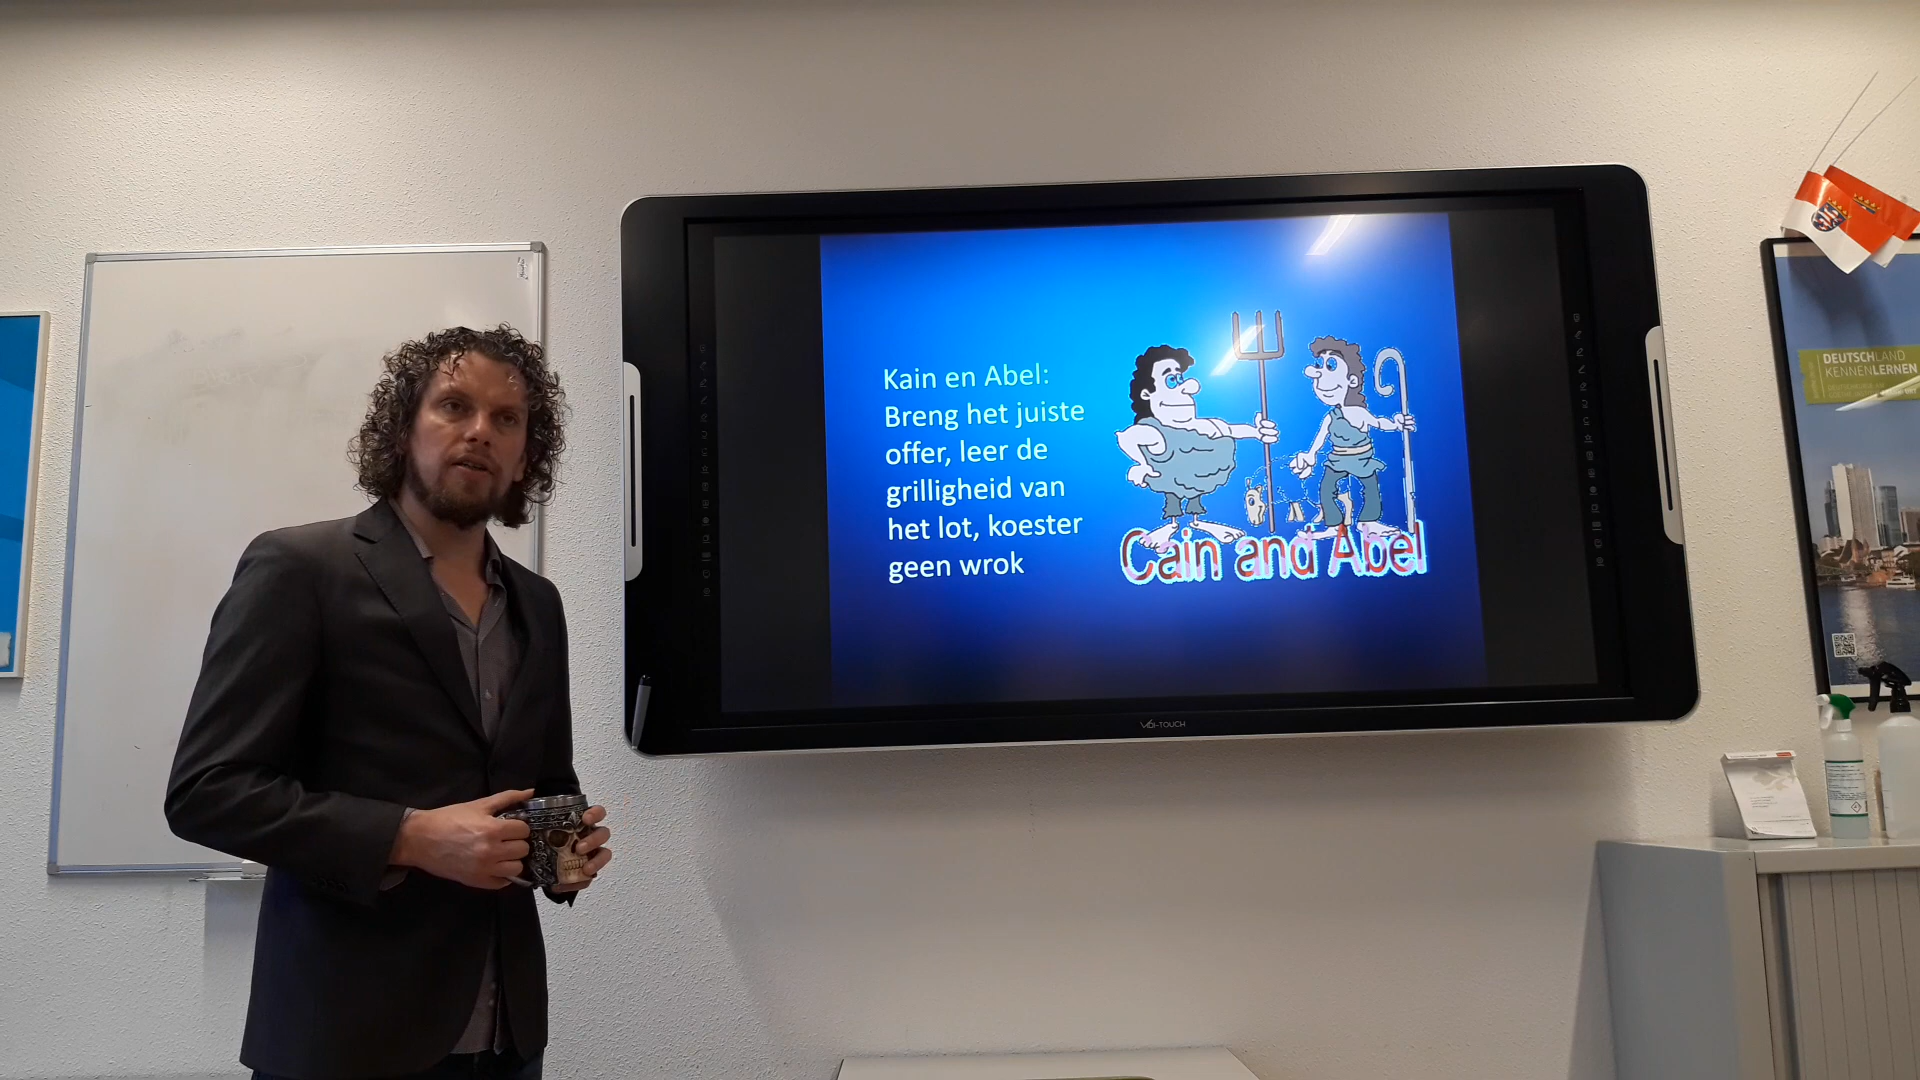 Kain en Abel:
Breng het juiste
offer, leer de
grilligheid van
het lot, koester
geen wrok
Cain and Abel
DEUTSCHLAND
KENNENLERNEN